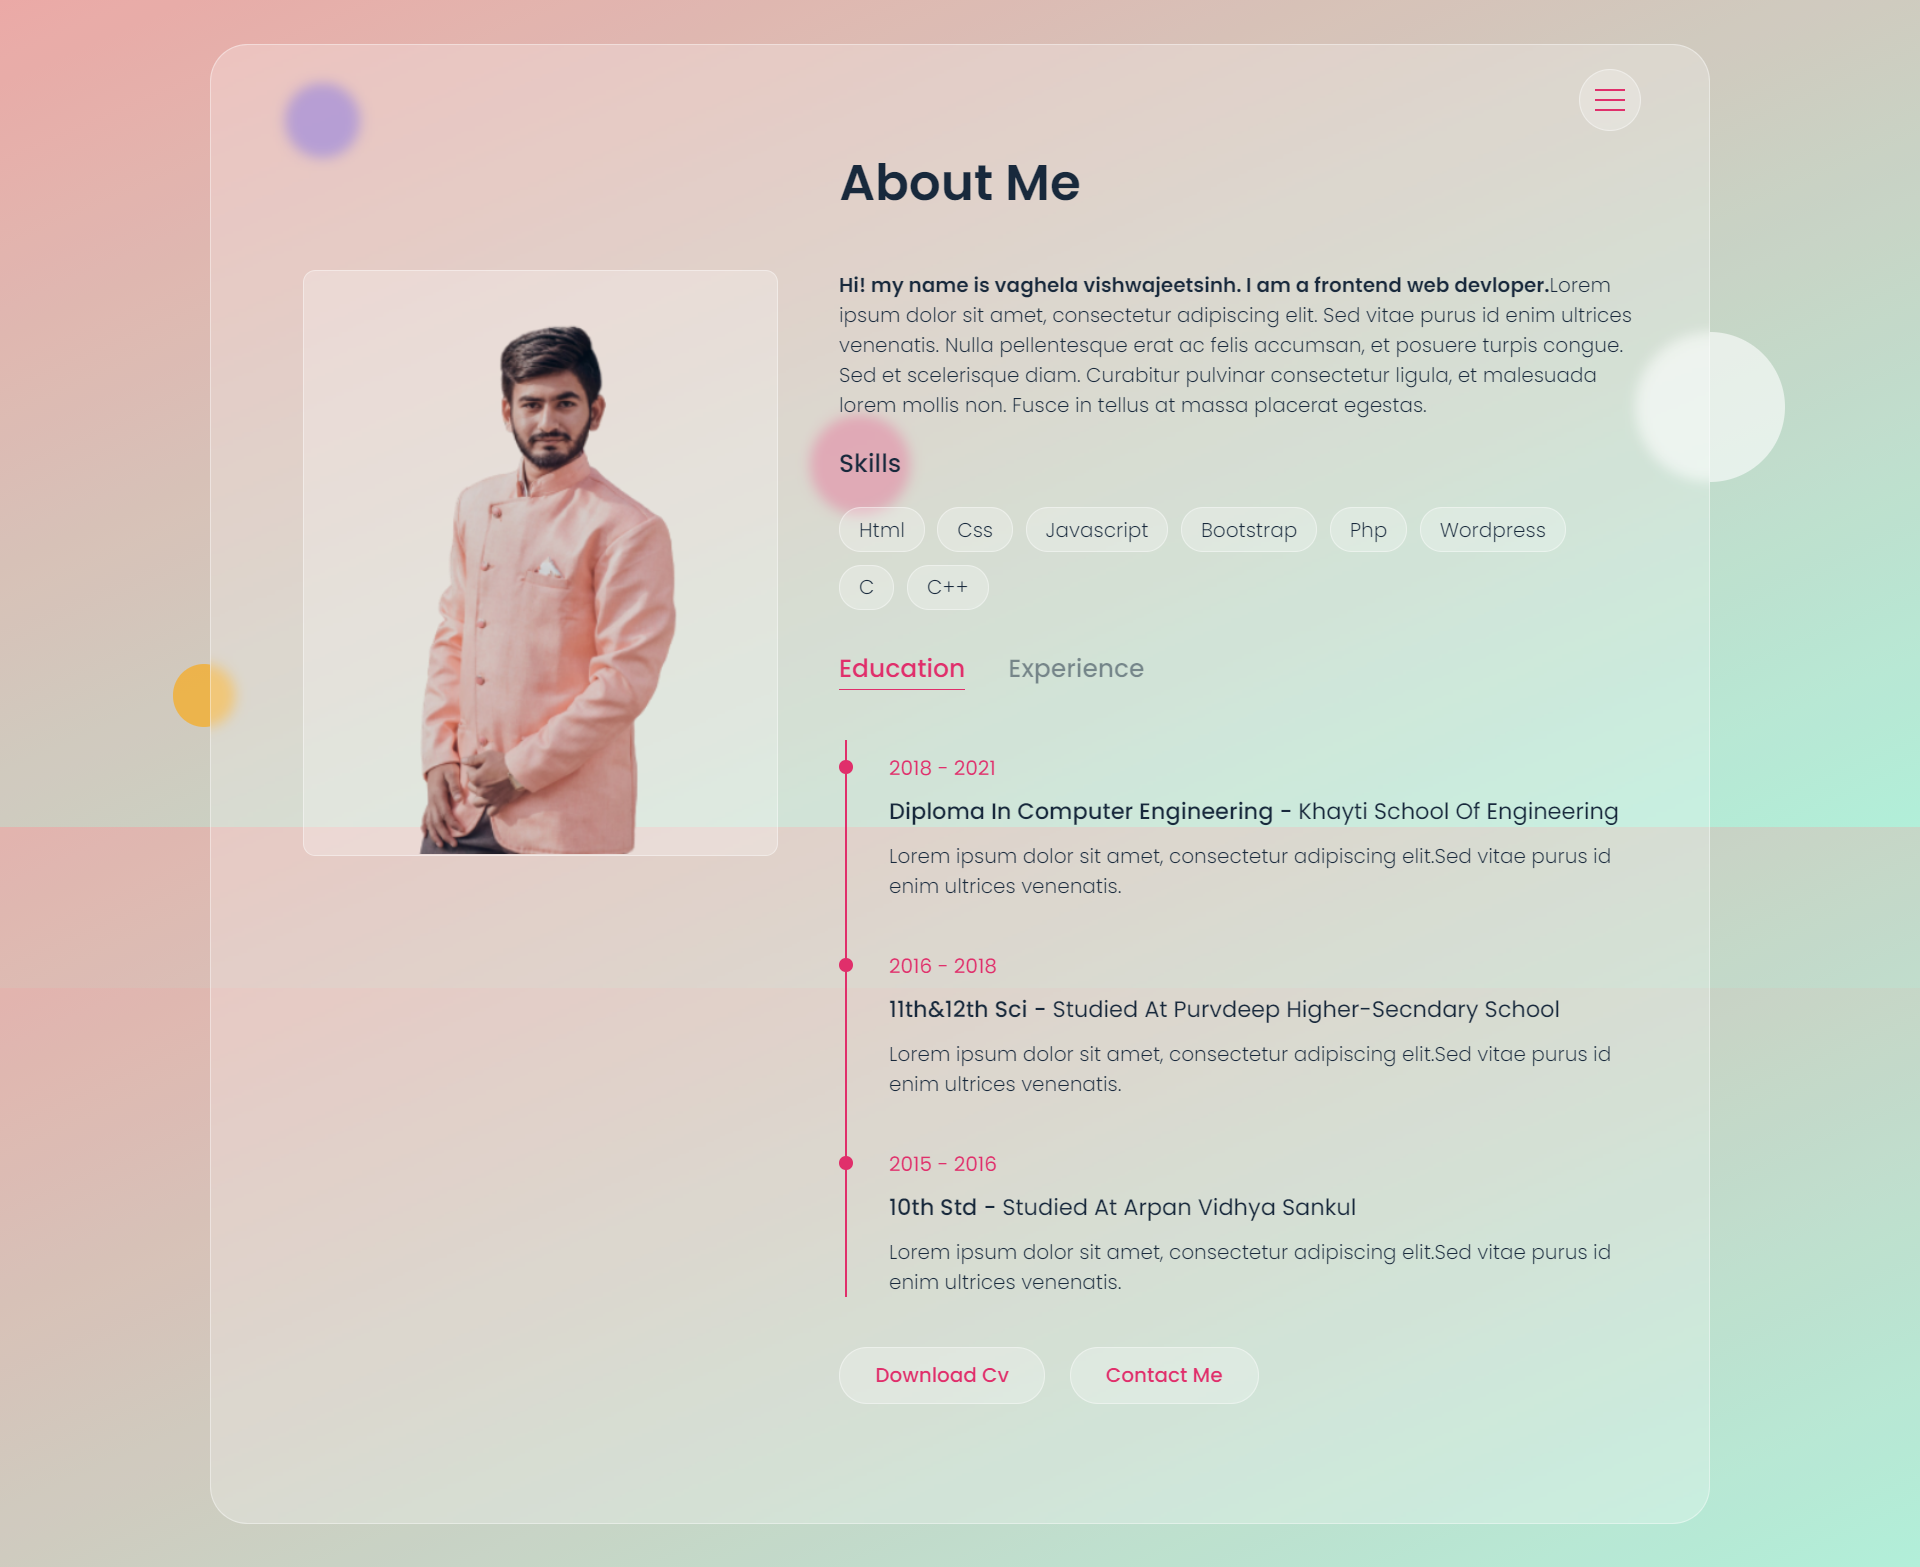 About Me
Hi! my name is vaghela vishwajeetsinh. I am a frontend web devloper.Lorem
ipsum dolor sit amet, consectetur adipiscing elit. Sed vitae purus id enim ultrices
venenatis. Nulla pellentesque erat ac felis accumsan, et posuere turpis congue.
Sed et scelerisque diam. Curabitur pulvinar consectetur ligula, et malesuada
lorem mollis non. Fusce in tellus at massa placerat egestas.
Skills
Html Css Javascript Bootstrap Php Wordpress
C C++
Education Experience
2018 - 2021
Diploma In Computer Engineering - Khayti School Of Engineering
Lorem ipsum dolor sit amet, consectetur adipiscing elit.Sed vitae purus id
enim ultrices venenatis.
2016 - 2018
11th&12th Sci - Studied At Purvdeep Higher-Secndary School
Lorem ipsum dolor sit amet, consectetur adipiscing elit.Sed vitae purus id
enim ultrices venenatis.
2015 - 2016
10th Std - Studied At Arpan Vidhya Sankul
Lorem ipsum dolor sit amet, consectetur adipiscing elit.Sed vitae purus id
enim ultrices venenatis.
Download Cv Contact Me